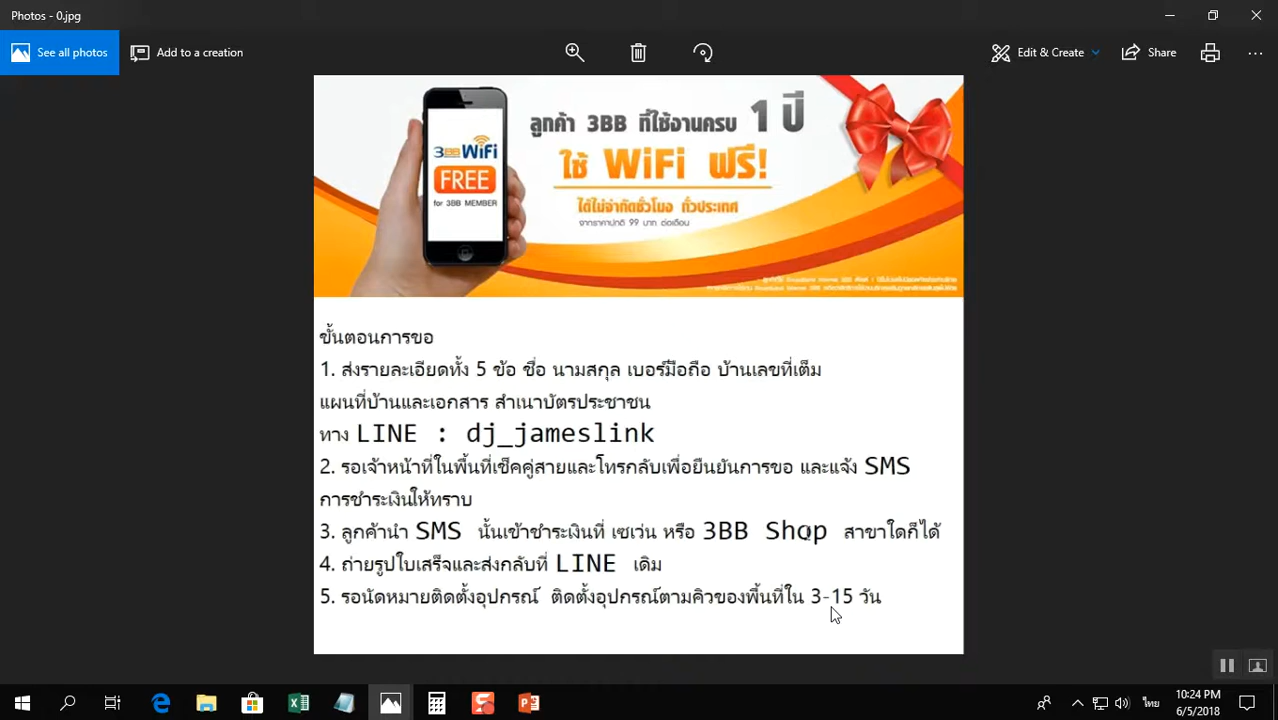 Photos - 0.jpg
See all photos
Add to a creation
Edit & Create
Share
3BB WiFi
FREE
for 3BB MEMBER
ลูกค้า 3BB ที่ใช้งานครบ 1 ปี
ใช้ WiFi ฟรี!
ได้ไม่จำกัดชั่วโมง ทั่วประเทศ
จากราคาปกติ 99 บาท ต่อเดือน
ขั้นตอนการขอ
1. ส่งรายละเอียดทั้ง 5 ข้อ ชื่อ นามสกุล เบอร์มือถือ บ้านเลขที่เต็ม
แผนที่บ้านและเอกสาร สำเนาบัตรประชาชน
ทาง LINE : dj_jameslink
2. รอเจ้าหน้าที่ในพื้นที่เช็คคู่สายและโทรกลับเพื่อยืนยันการขอ และแจ้ง SMS
การชำระเงินให้ทราบ
3. ลูกค้านำ SMS นั้นเข้าชำระเงินที่ เซเว่น หรือ 3BB Shop สาขาใดก็ได้
4. ถ่ายรูปใบเสร็จและส่งกลับที่ LINE เดิม
5. รอนัดหมายติดตั้งอุปกรณ์ ติดตั้งอุปกรณ์ตามคิวของพื้นที่ใน 3-15 วัน
ไทย
10:24 PM
6/5/2018